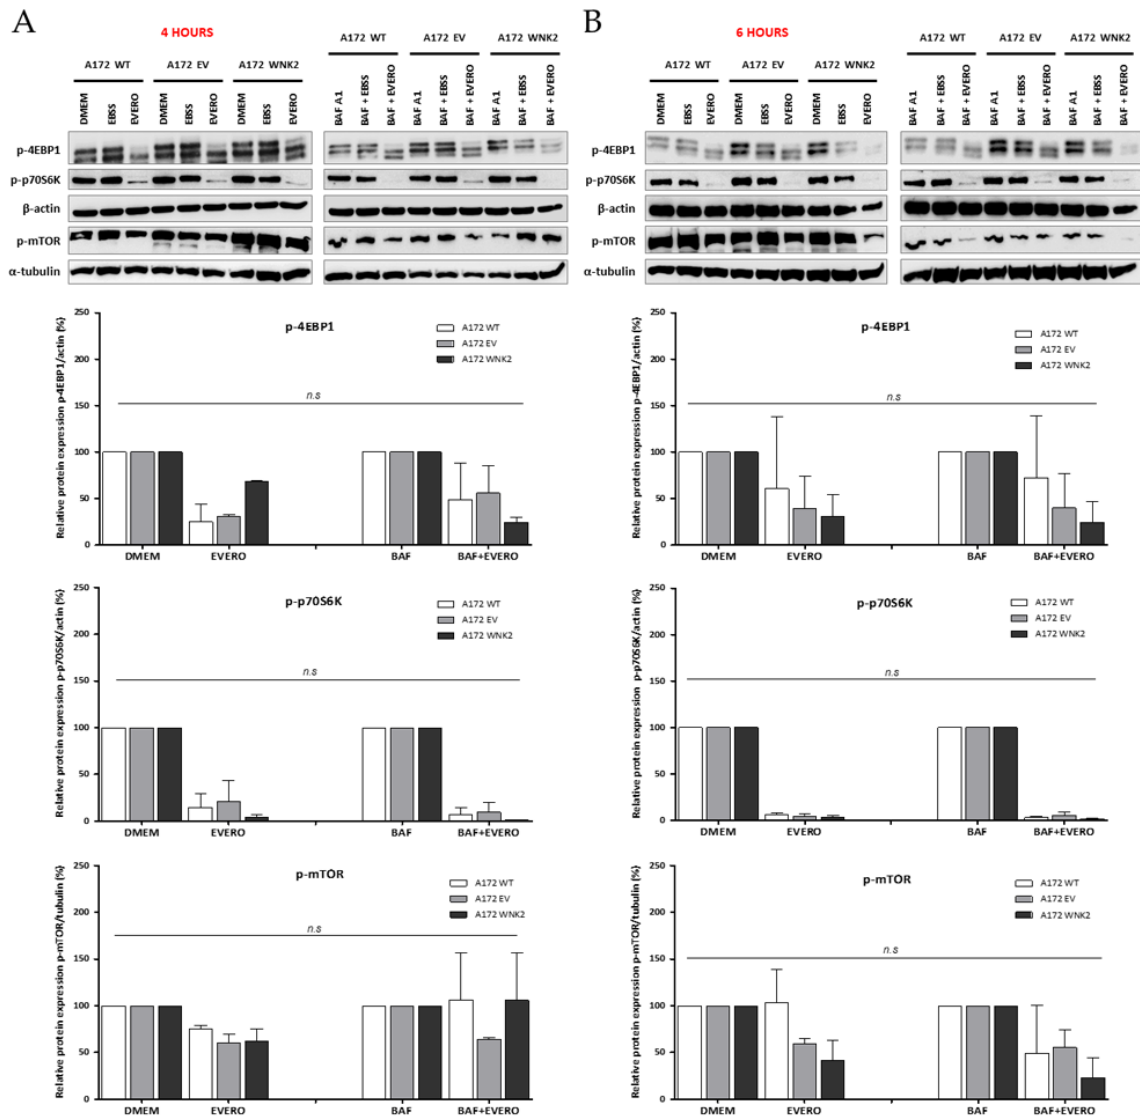 A
4 HOURS
A172 WT A172 EV A172 WNK2
DMEM EBSS EVERO DMEM EBSS EVERO DMEM EBSS EVERO
A172 WT A172 EV A172 WNK2
BAF A1 BAF + EBSS BAF + EVERO BAF A1 BAF + EBSS BAF + EVERO BAF A1 BAF + EBSS BAF + EVERO
p-4EBP1
p-p70S6K
β-actin
p-mTOR
α-tubulin
p-4EBP1
Relative protein expression p-4EBP1/actin (%)
250
200
150
100
50
0
A172 WT
A172 EV
A172 WNK2
n.s
DMEM EVERO BAF BAF+EVERO
p-p70S6K
Relative protein expression p-p70S6K/actin (%)
250
200
150
100
50
0
A172 WT
A172 EV
A172 WNK2
n.s
DMEM EVERO BAF BAF+EVERO
p-mTOR
Relative protein expression p-mTOR/tubulin (%)
250
200
150
100
50
0
A172 WT
A172 EV
A172 WNK2
n.s
DMEM EVERO BAF BAF+EVERO
B
6 HOURS
A172 WT A172 EV A172 WNK2
DMEM EBSS EVERO DMEM EBSS EVERO DMEM EBSS EVERO
A172 WT A172 EV A172 WNK2
BAF A1 BAF + EBSS BAF + EVERO BAF A1 BAF + EBSS BAF + EVERO BAF A1 BAF + EBSS BAF + EVERO
p-4EBP1
p-p70S6K
β-actin
p-mTOR
α-tubulin
p-4EBP1
Relative protein expression p-4EBP1/actin (%)
250
200
150
100
50
0
A172 WT
A172 EV
A172 WNK2
n.s
DMEM EVERO BAF BAF+EVERO
p-p70S6K
Relative protein expression p-p70S6K/actin (%)
250
200
150
100
50
0
A172 WT
A172 EV
A172 WNK2
n.s
DMEM EVERO BAF BAF+EVERO
p-mTOR
Relative protein expression p-mTOR/tubulin (%)
250
200
150
100
50
0
A172 WT
A172 EV
A172 WNK2
n.s
DMEM EVERO BAF BAF+EVERO